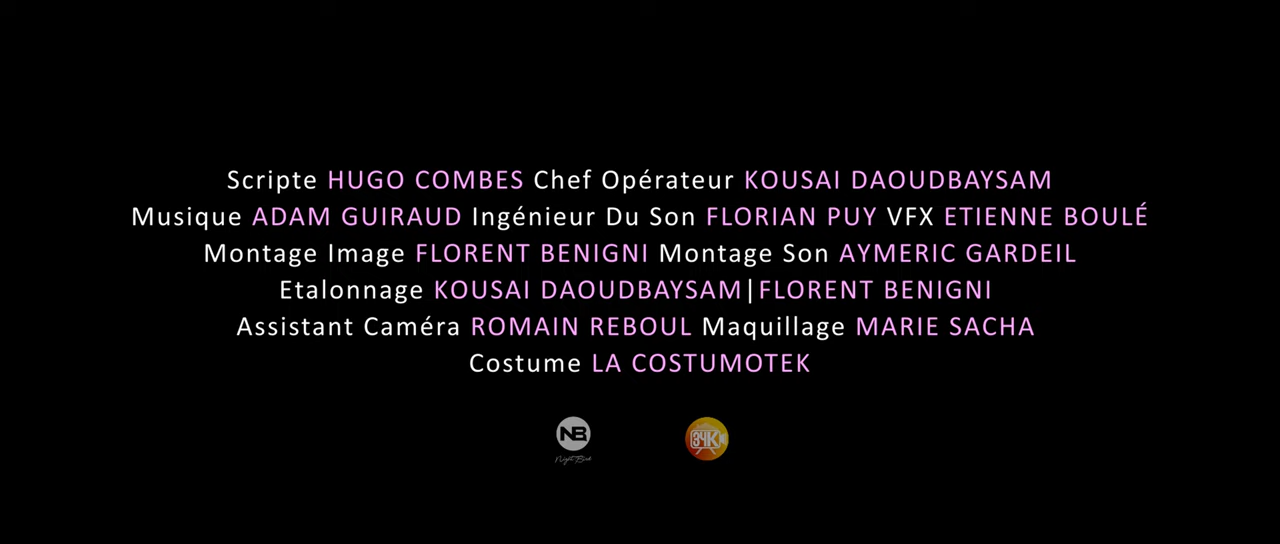 Scripte HUGO COMBES Chef Opérateur KOUSAI DAOUDBAYSAM
Musique ADAM GUIRAUD Ingénieur Du Son FLORIAN PUY VFX ETIENNE BOULÉ
Montage Image FLORENT BENIGNI Montage Son AYMERIC GARDEIL
Etalonnage KOUSAI DAOUDBAYSAM|FLORENT BENIGNI
Assistant Caméra ROMAIN REBOUL Maquillage MARIE SACHA
Costume LA COSTUMOTEK
NB
34K